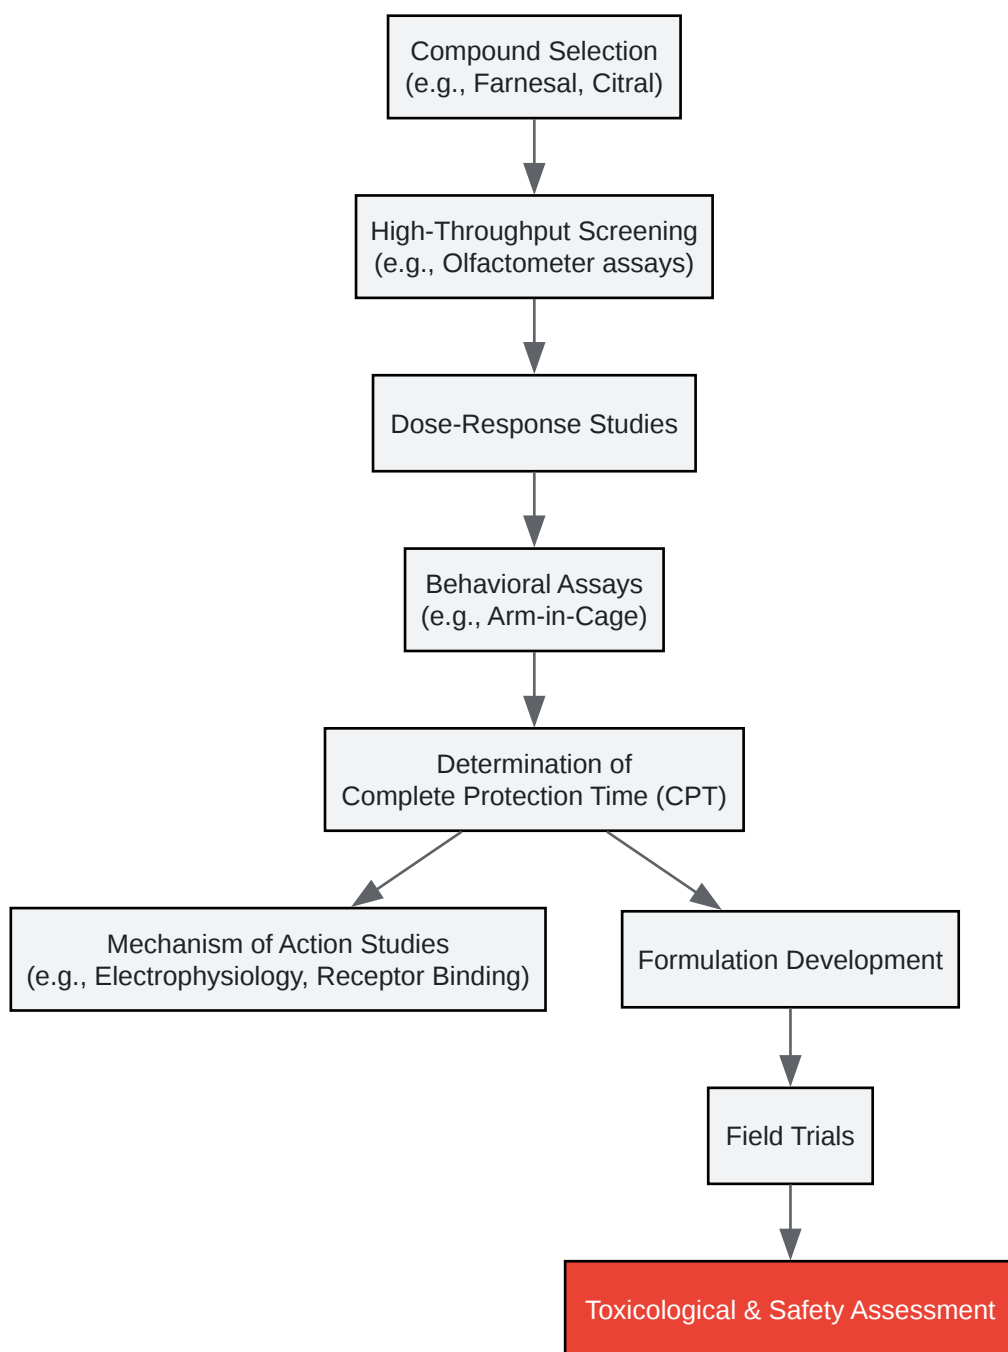 Compound Selection
(e.g., Farnesal, Citral)
High-Throughput Screening
(e.g., Olfactometer assays)
Dose-Response Studies
Behavioral Assays
(e.g., Arm-in-Cage)
Determination of
Complete Protection Time (CPT)
Mechanism of Action Studies
(e.g., Electrophysiology, Receptor Binding)
Formulation Development
Field Trials
Toxicological & Safety Assessment